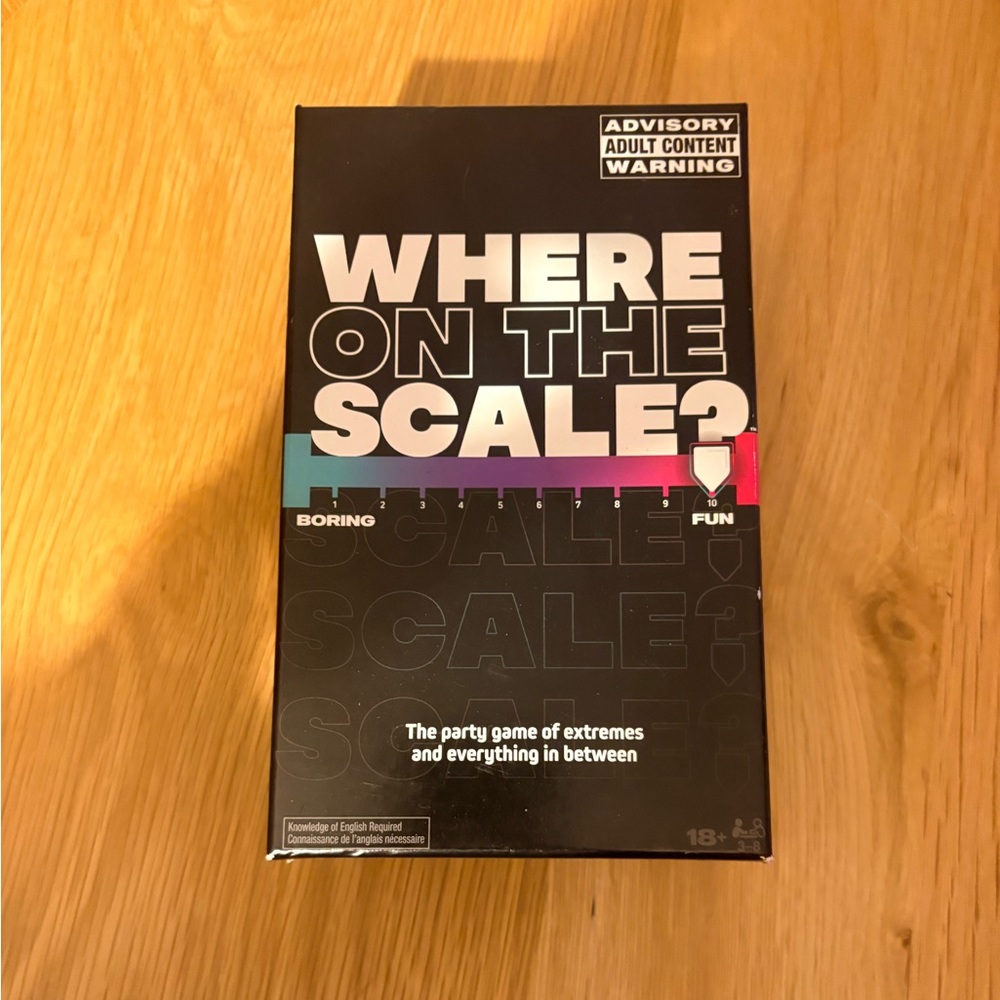 ADVISORY
ADULT CONTENT
WARNING
WHERE
ON THE
SCALE?
1 2 3 4 5 6 7 8 9 10
BORING FUN
SCALE?
SCALE?
SCALE?
The party game of extremes
and everything in between
Knowledge of English Required
Connaissance de l'anglais nécessaire
18+
3-8